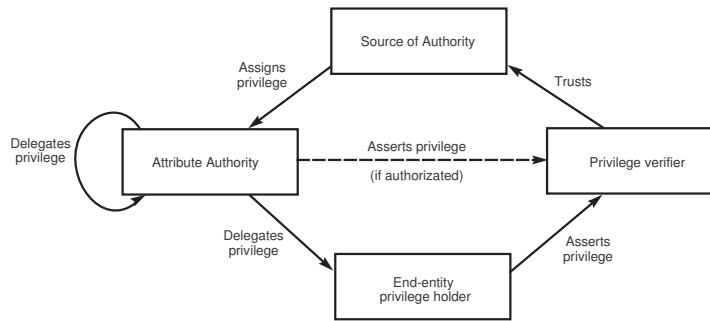 Source of Authority
Assigns
privilege
Trusts
Delegates
privilege
Attribute Authority
Asserts privilege
(if authorizated)
Privilege verifier
Delegates
privilege
Asserts
privilege
End-entity
privilege holder